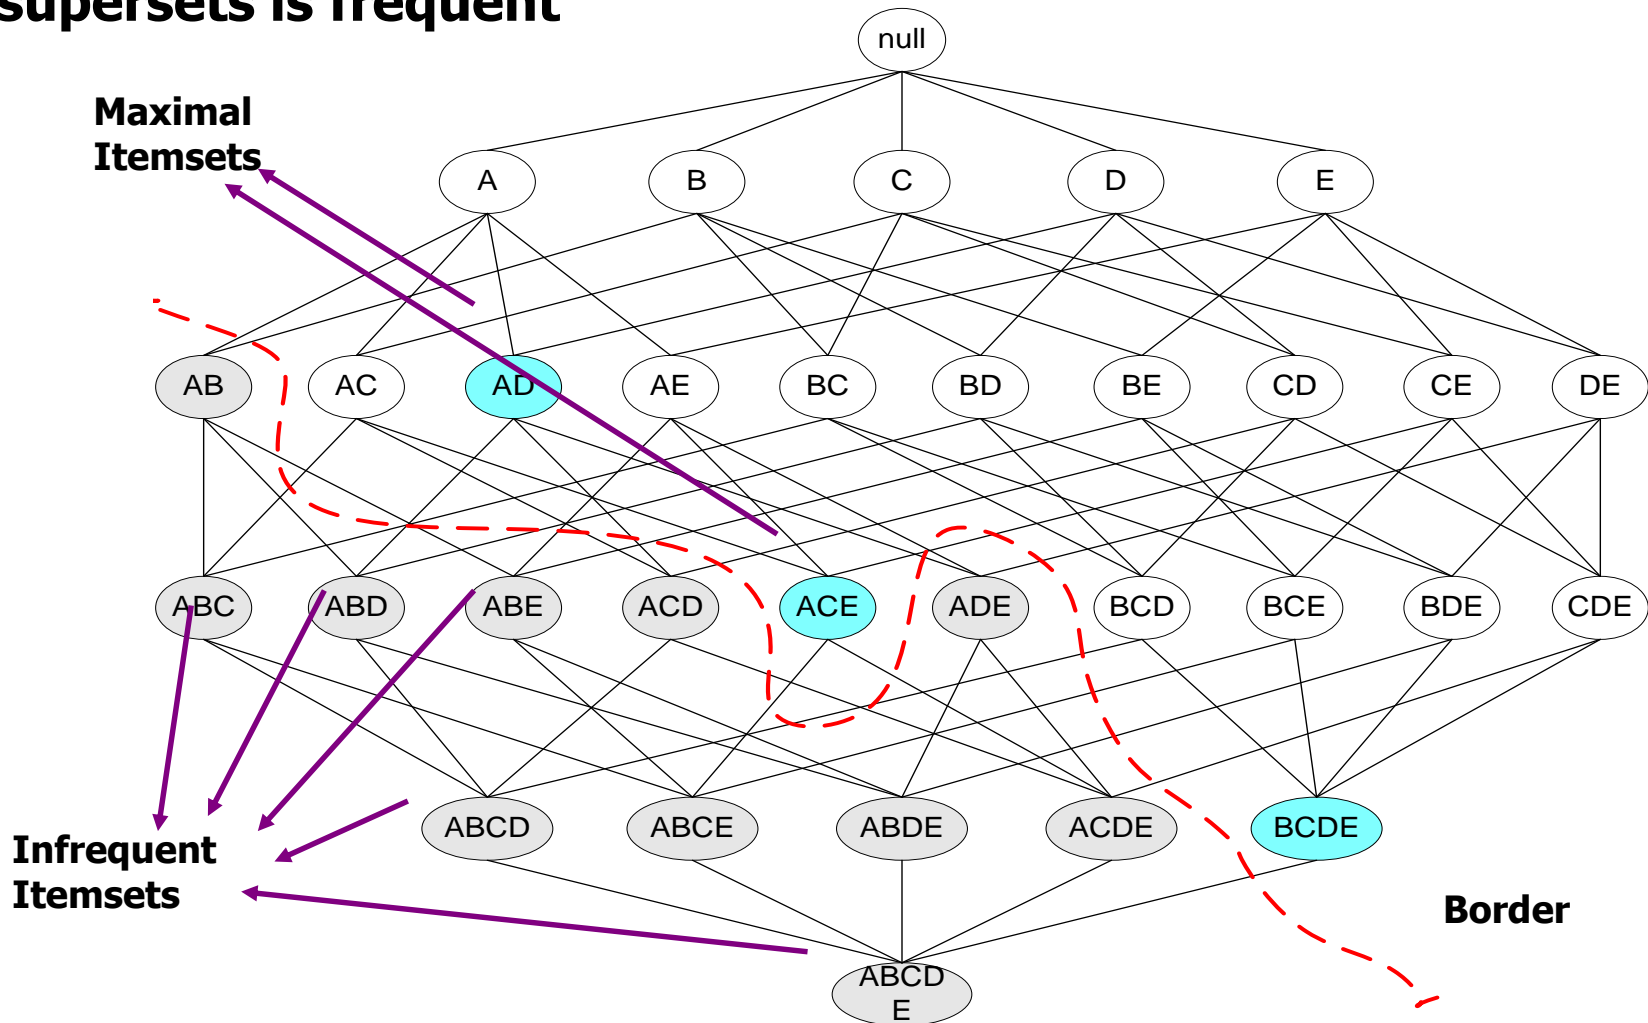 supersets is frequent
null
Maximal
Itemsets
A B C D E
AB AC AD AE BC BD BE CD CE DE
ABC ABD ABE ACD ACE ADE BCD BCE BDE CDE
ABCD ABCE ABDE ACDE BCDE
Infrequent
Itemsets
Border
ABCD
E